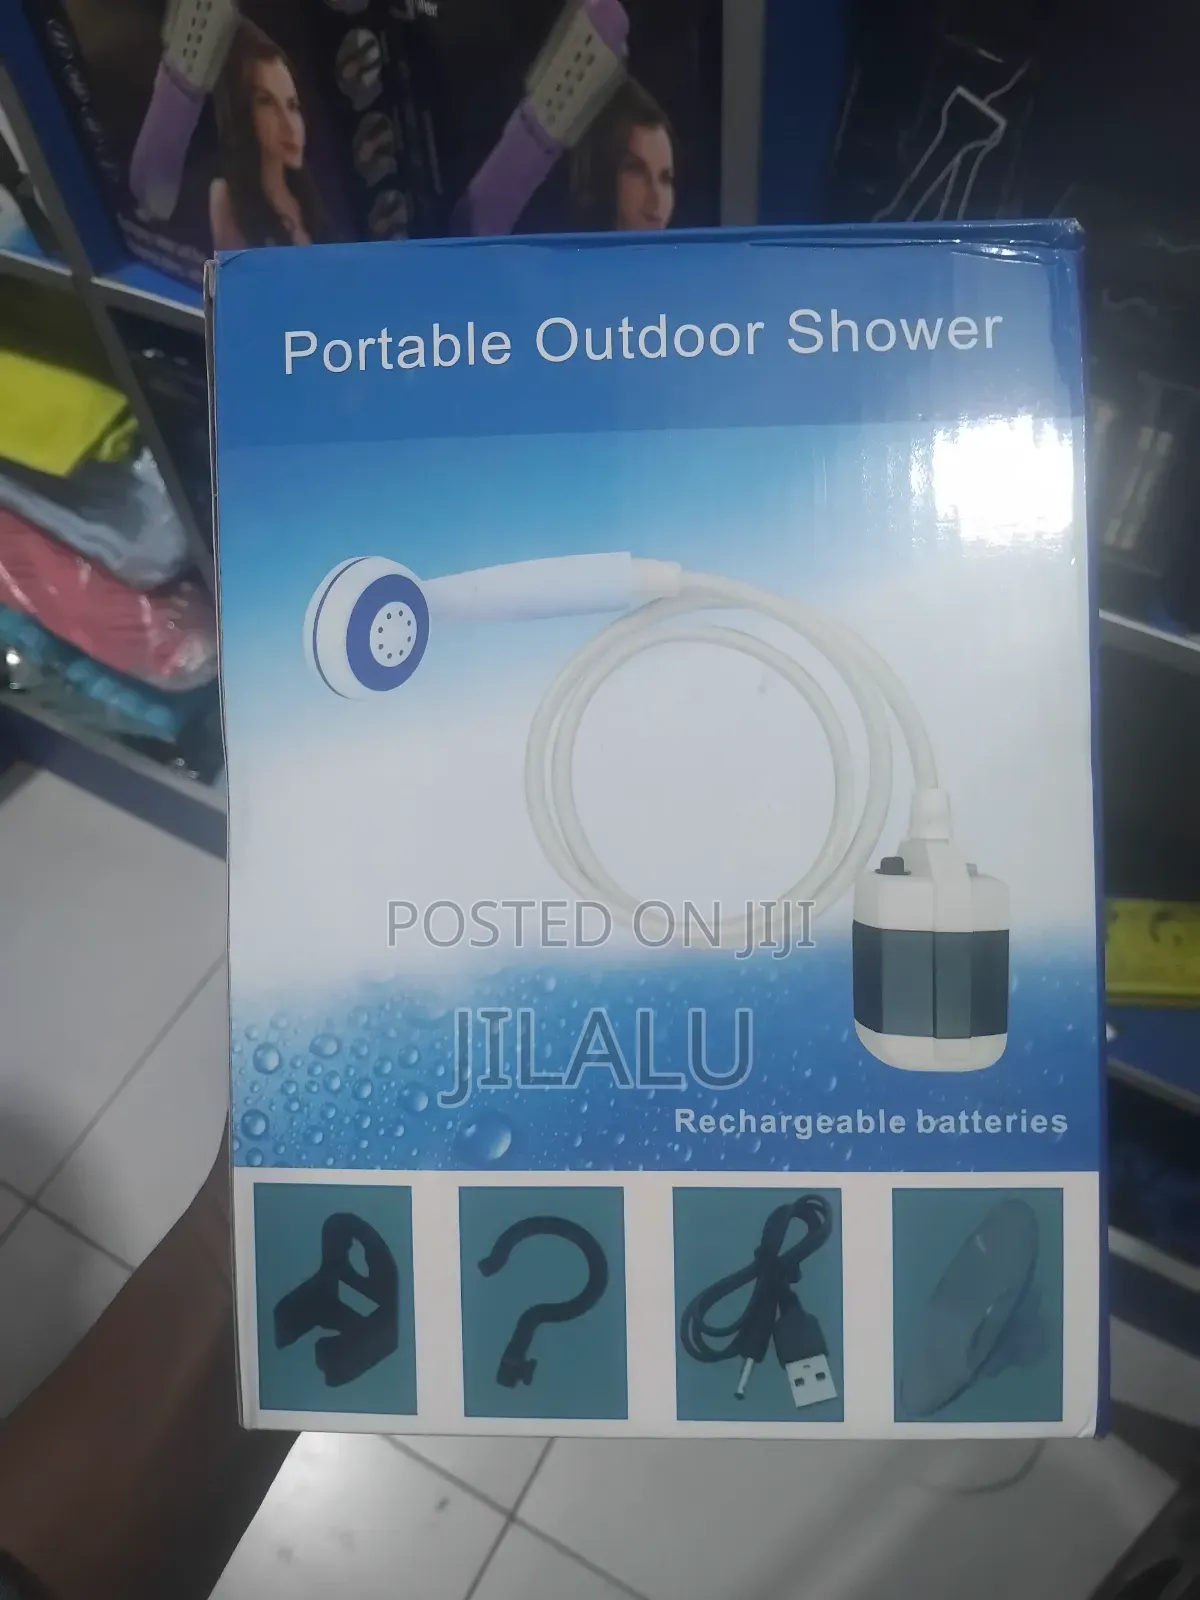 Portable Outdoor Shower
POSTED ON JIJI
JILALU
Rechargeable batteries